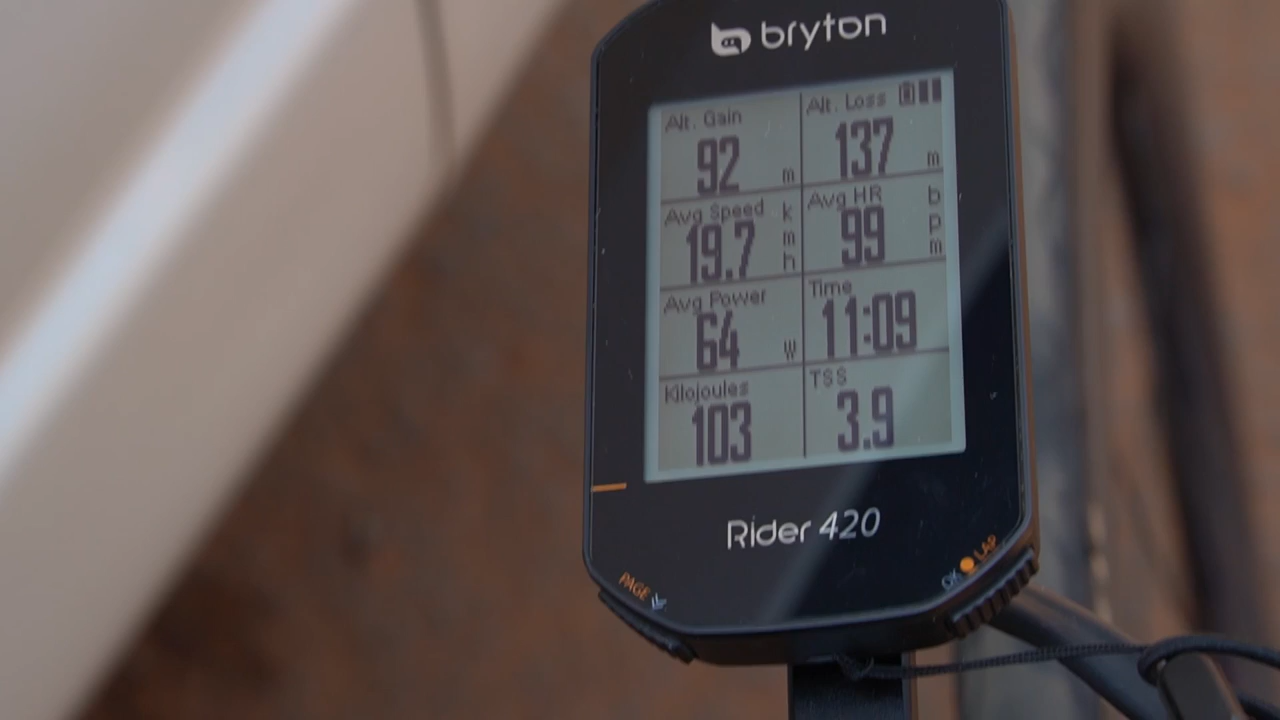 bryton
Alt. Gain
92 m
Alt. Loss
137 m
Avg Speed
19.7 kmh
Avg HR
99 bpm
Avg Power
64 w
Time
11:09
Kilojoules
103
TSS
3.9
Rider 420
PAGE
OK LAP